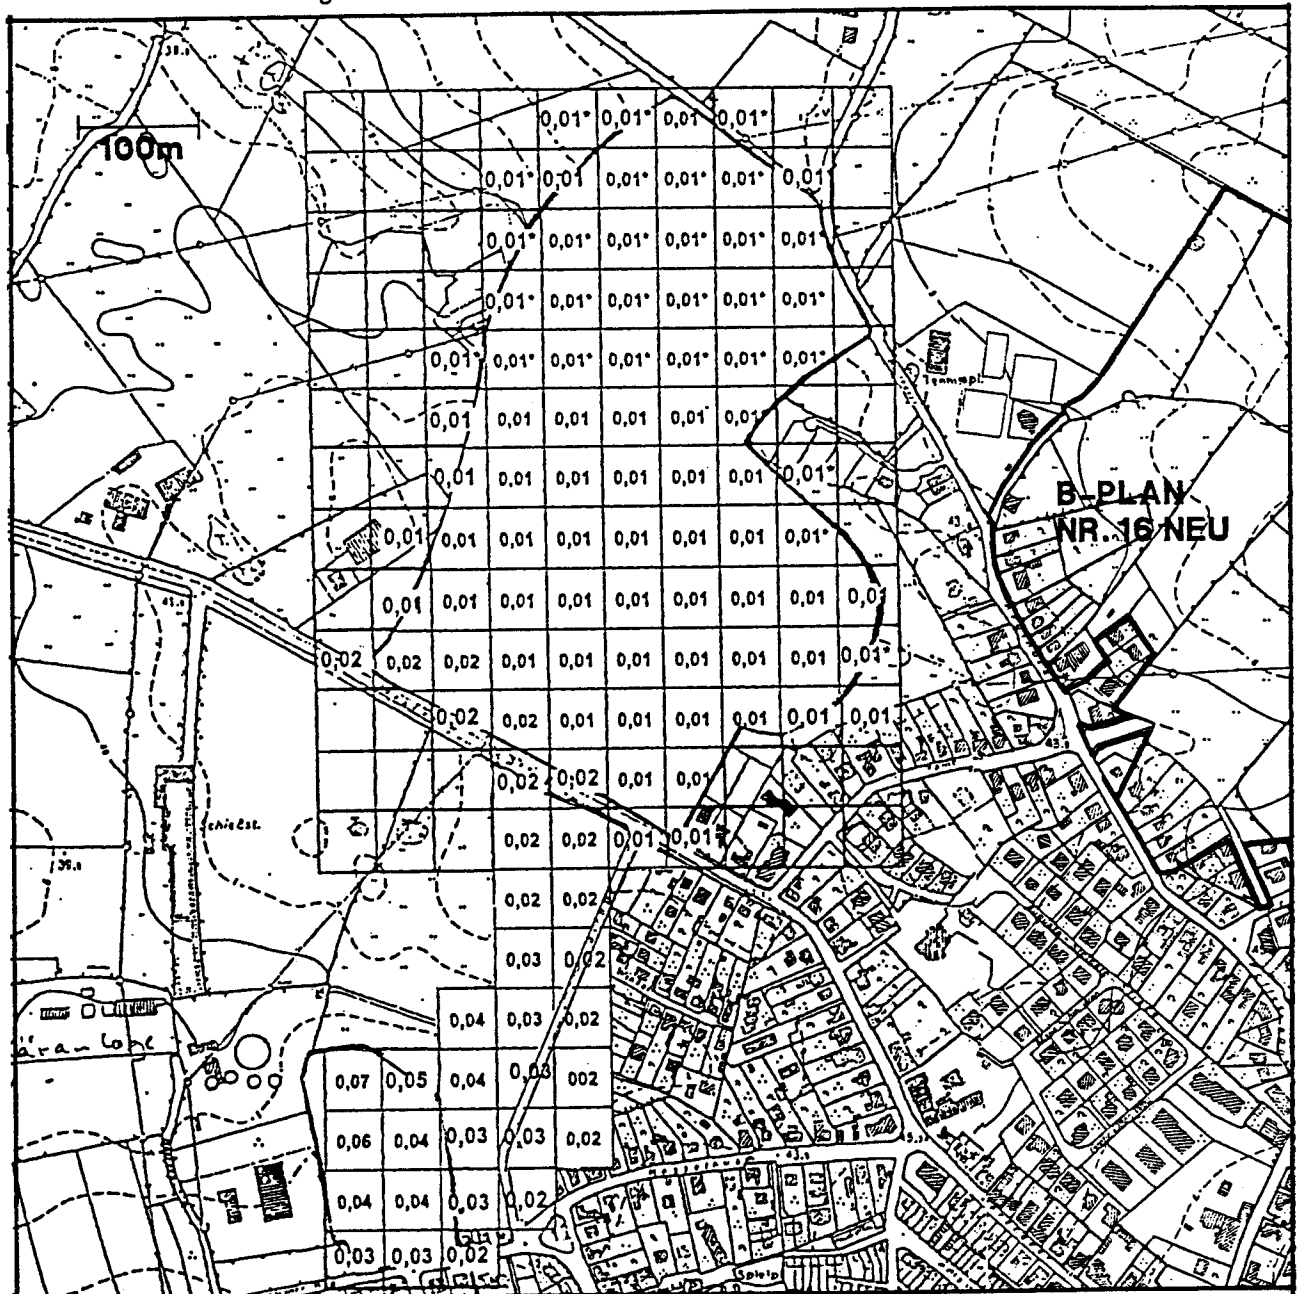 38.8
100m
0,01* 0,01* 0,01 0,01*
0,01* 0,01 0,01* 0,01* 0,01* 0,01
0,01* 0,01* 0,01* 0,01* 0,01* 0,01*
0,01* 0,01* 0,01* 0,01* 0,01* 0,01*
0,01* 0,01* 0,01* 0,01* 0,01* 0,01* 0,01*
Tennispl.
0,01 0,01 0,01 0,01 0,01 0,01
0,01 0,01 0,01 0,01 0,01 0,01 0,01*
B-PLAN
NR. 16 NEU
0,01 0,01 0,01 0,01 0,01 0,01 0,01 0,01*
0,01 0,01 0,01 0,01 0,01 0,01 0,01 0,01 0,01
0,02 0,02 0,02 0,01 0,01 0,01 0,01 0,01 0,01 0,01*
0,02 0,02 0,01 0,01 0,01 0,01 0,01 0,01
0,02 0,02 0,01 0,01
chießst.
0,02 0,02 0,01 0,01
0,02 0,02
0,03 0,02
0,04 0,03 0,02
äranlage
0,07 0,05 0,04 0,03 002
0,06 0,04 0,03 0,03 0,02
0,04 0,04 0,03 0,02
0,03 0,03 0,02
Spielp